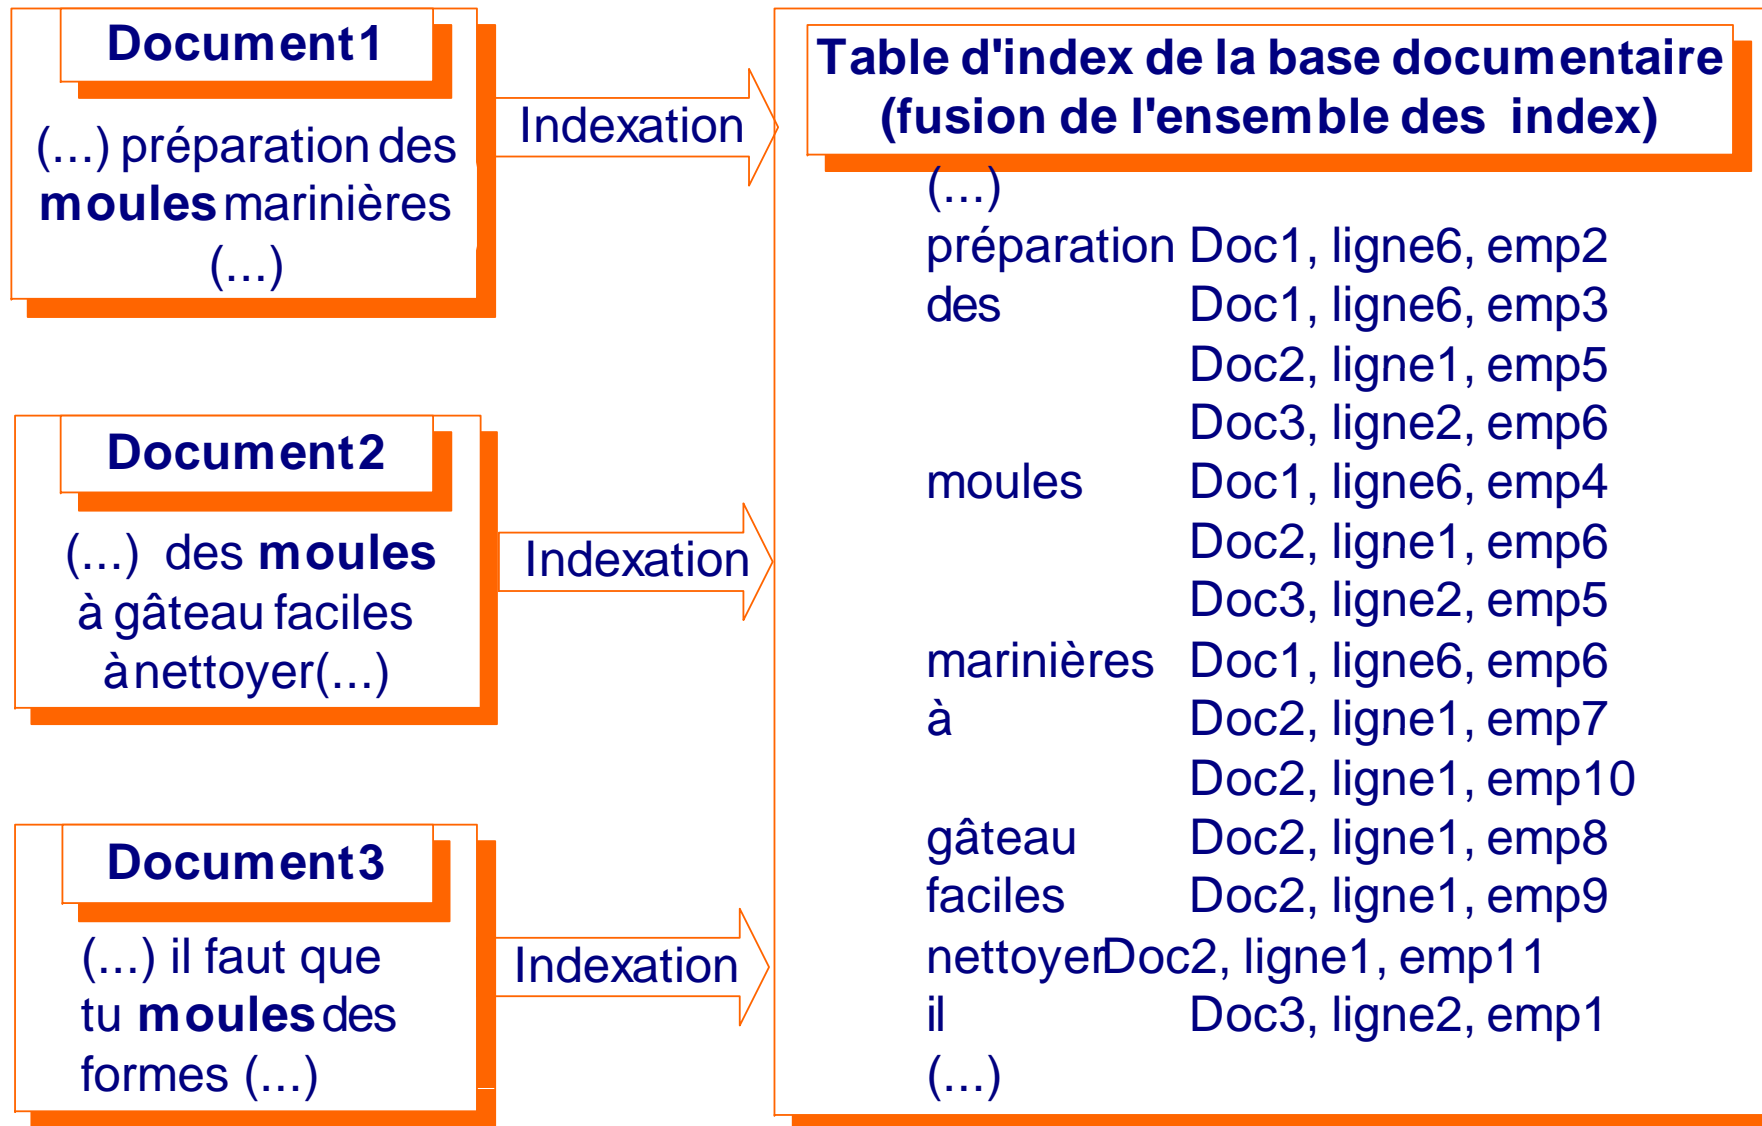 Document1
(...) préparation des
moules marinières
(...)
Indexation
Document2
(...) des moules
à gâteau faciles
à nettoyer(...)
Indexation
Document3
(...) il faut que
tu moules des
formes (...)
Indexation
Table d'index de la base documentaire
(fusion de l'ensemble des index)
(...)
préparation Doc1, ligne6, emp2
des Doc1, ligne6, emp3
Doc2, ligne1, emp5
Doc3, ligne2, emp6
moules Doc1, ligne6, emp4
Doc2, ligne1, emp6
Doc3, ligne2, emp5
marinières Doc1, ligne6, emp6
à Doc2, ligne1, emp7
Doc2, ligne1, emp10
gâteau Doc2, ligne1, emp8
faciles Doc2, ligne1, emp9
nettoyer Doc2, ligne1, emp11
il Doc3, ligne2, emp1
(...)